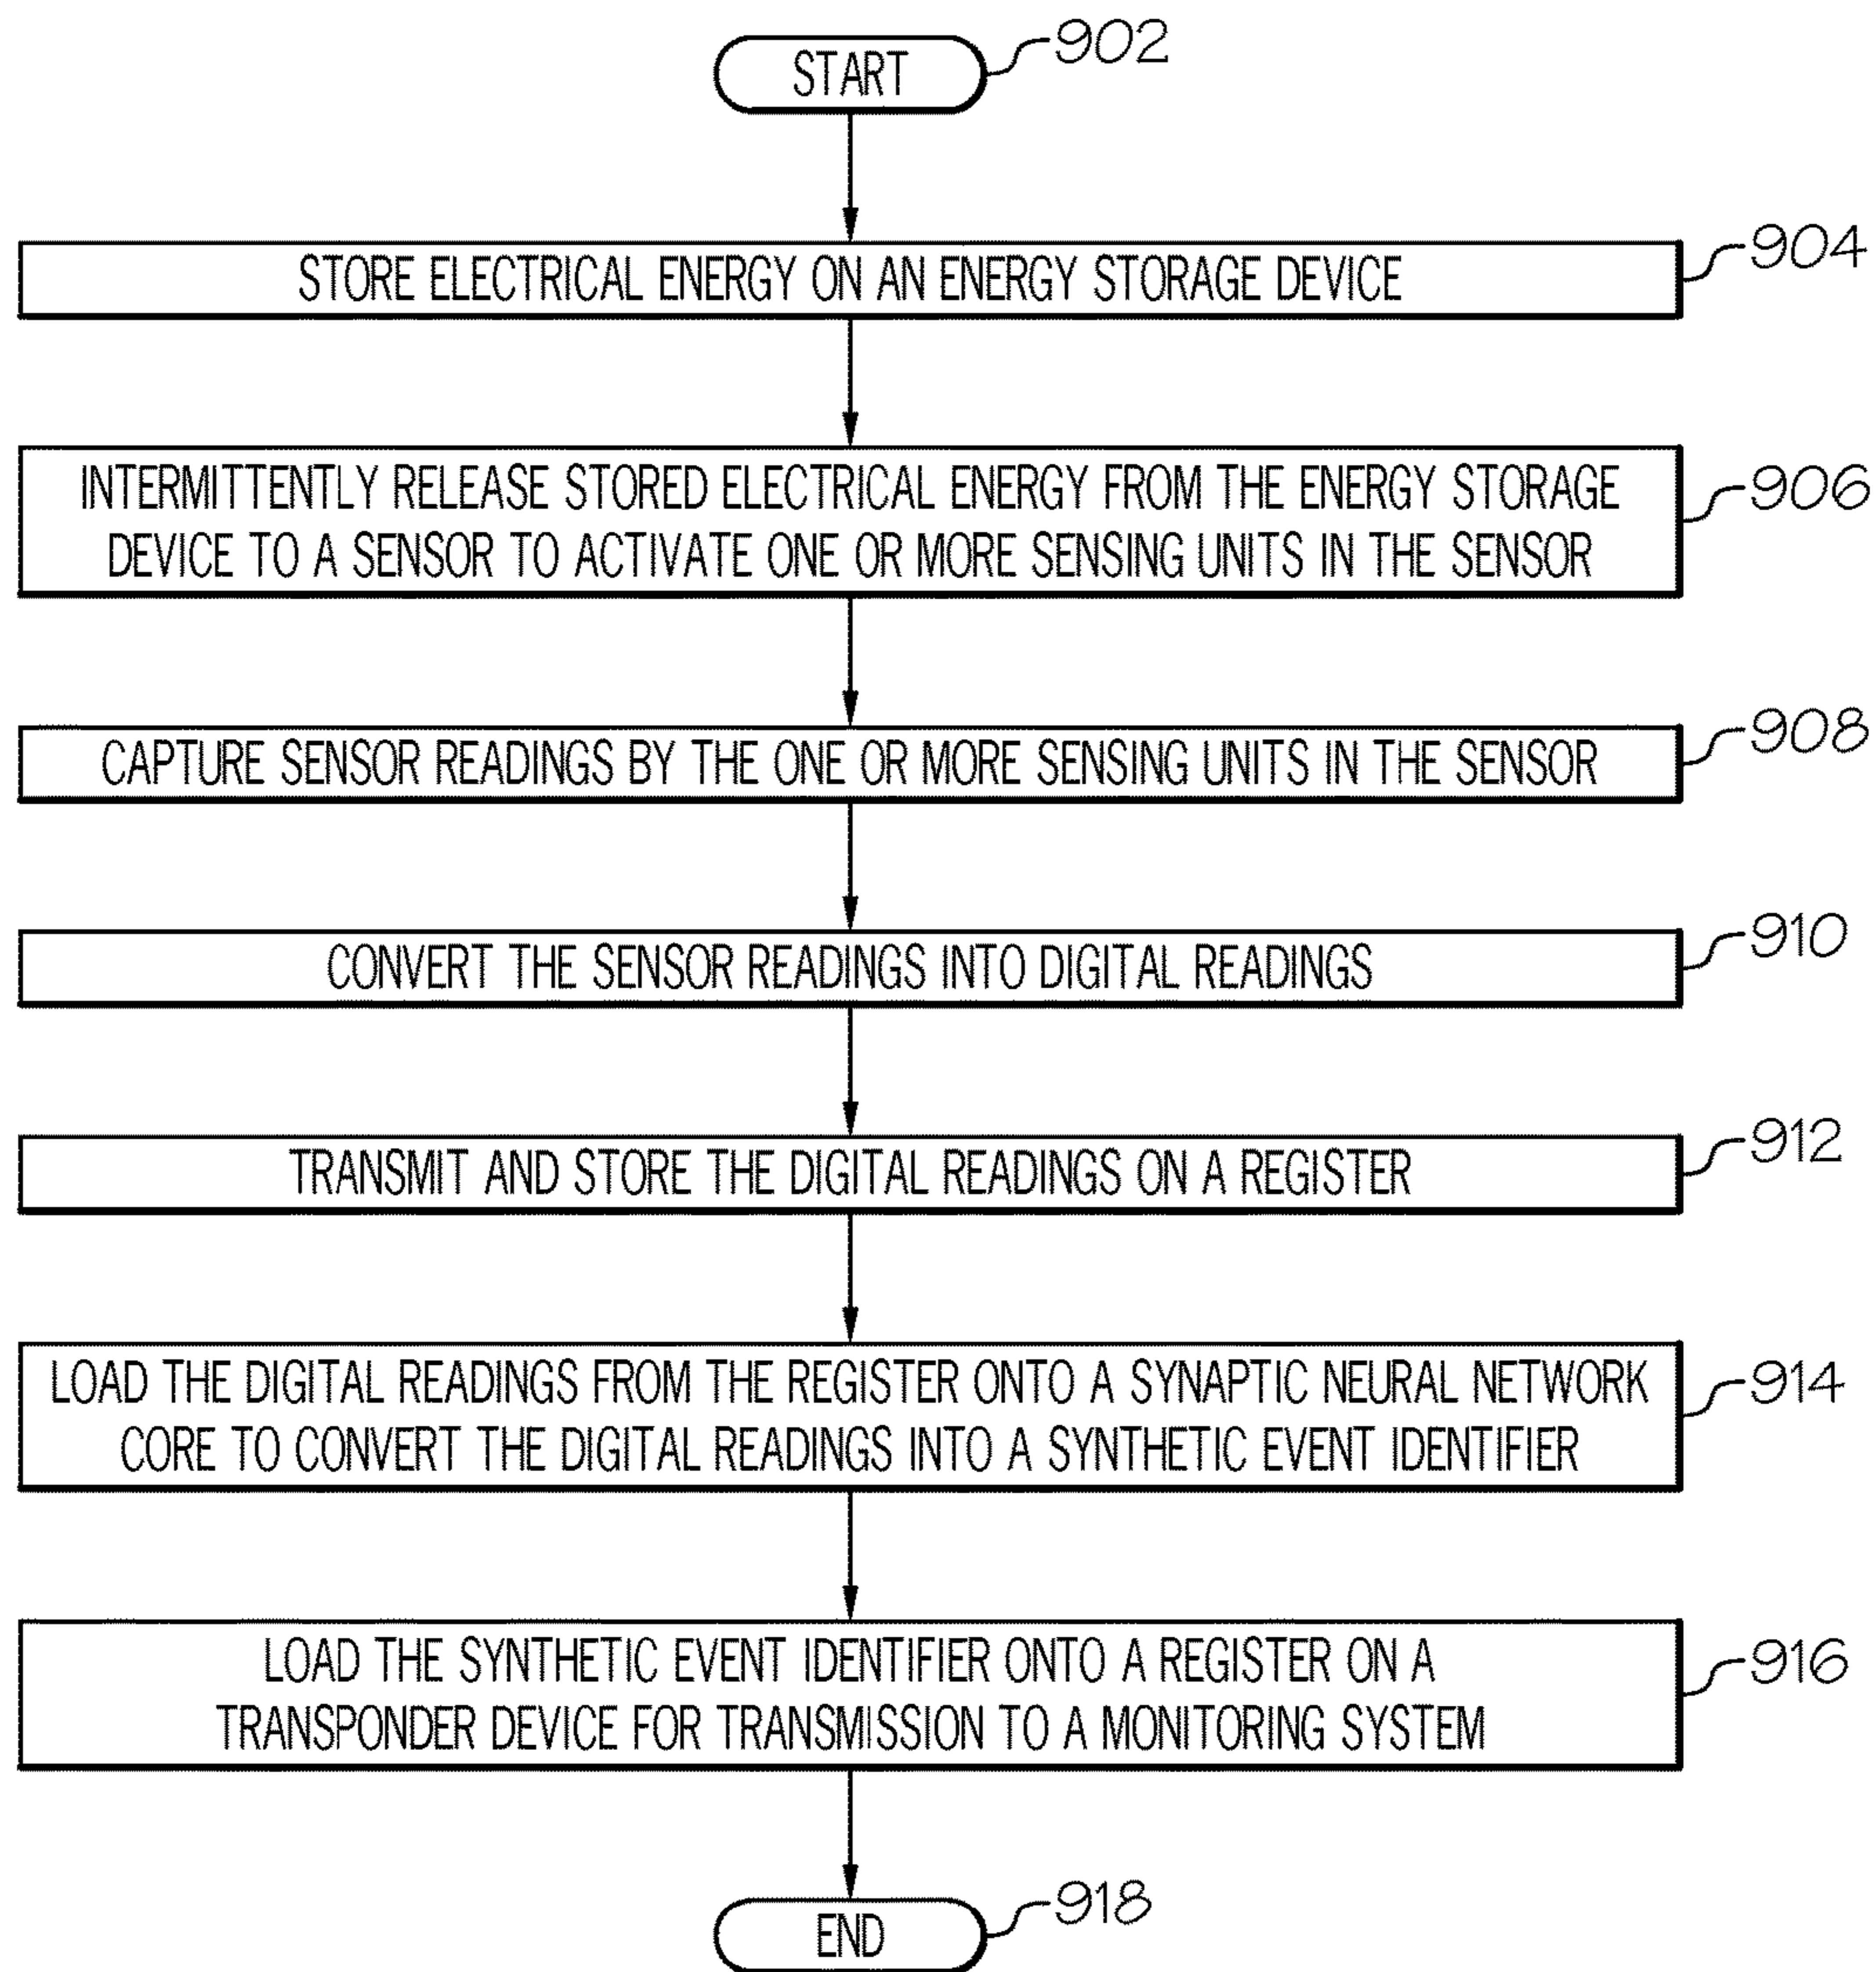 START
902
STORE ELECTRICAL ENERGY ON AN ENERGY STORAGE DEVICE
904
INTERMITTENTLY RELEASE STORED ELECTRICAL ENERGY FROM THE ENERGY STORAGE
DEVICE TO A SENSOR TO ACTIVATE ONE OR MORE SENSING UNITS IN THE SENSOR
906
CAPTURE SENSOR READINGS BY THE ONE OR MORE SENSING UNITS IN THE SENSOR
908
CONVERT THE SENSOR READINGS INTO DIGITAL READINGS
910
TRANSMIT AND STORE THE DIGITAL READINGS ON A REGISTER
912
LOAD THE DIGITAL READINGS FROM THE REGISTER ONTO A SYNAPTIC NEURAL NETWORK
CORE TO CONVERT THE DIGITAL READINGS INTO A SYNTHETIC EVENT IDENTIFIER
914
LOAD THE SYNTHETIC EVENT IDENTIFIER ONTO A REGISTER ON A
TRANSPONDER DEVICE FOR TRANSMISSION TO A MONITORING SYSTEM
916
END
918